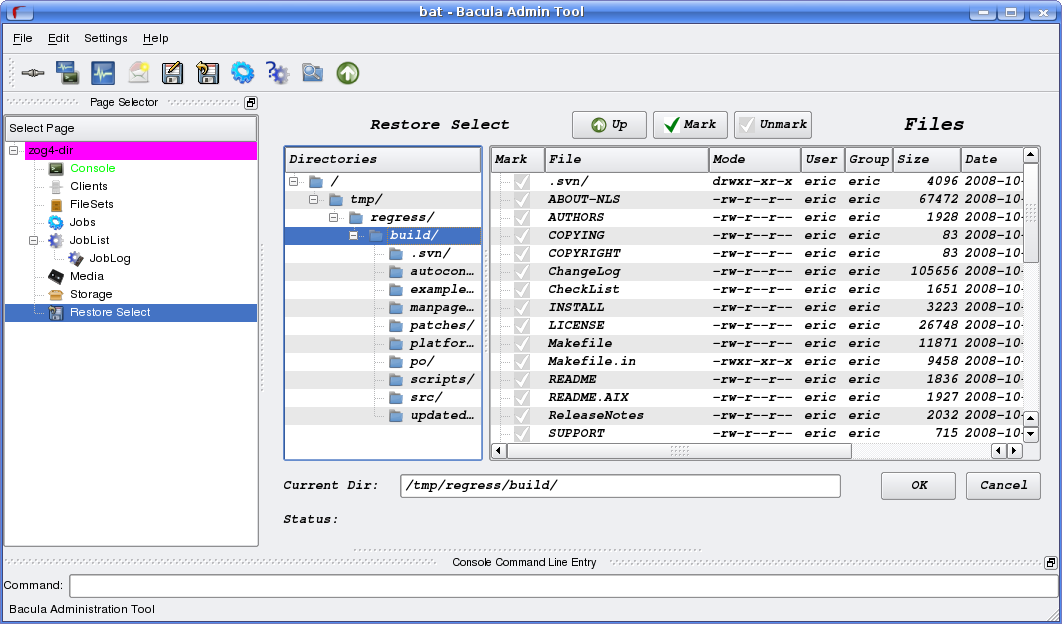 bat - Bacula Admin Tool
File Edit Settings Help
Page Selector
Select Page
zog4-dir
Console
Clients
FileSets
Jobs
JobList
JobLog
Media
Storage
Restore Select
Restore Select Up Mark Unmark Files
Directories
/
tmp/
regress/
build/
.svn/
autocon...
example...
manpage...
patches/
platfor...
po/
scripts/
src/
updated...
Mark File Mode User Group Size Date
.svn/ drwxr-xr-x eric eric 4096 2008-10-
ABOUT-NLS -rw-r--r-- eric eric 67472 2008-10-
AUTHORS -rw-r--r-- eric eric 1928 2008-10-
COPYING -rw-r--r-- eric eric 83 2008-10-
COPYRIGHT -rw-r--r-- eric eric 83 2008-10-
ChangeLog -rw-r--r-- eric eric 105656 2008-10-
CheckList -rw-r--r-- eric eric 1651 2008-10-
INSTALL -rw-r--r-- eric eric 3223 2008-10-
LICENSE -rw-r--r-- eric eric 26748 2008-10-
Makefile -rw-r--r-- eric eric 11871 2008-10-
Makefile.in -rwxr-xr-x eric eric 9458 2008-10-
README -rw-r--r-- eric eric 1836 2008-10-
README.AIX -rw-r--r-- eric eric 1927 2008-10-
ReleaseNotes -rw-r--r-- eric eric 2032 2008-10-
SUPPORT -rw-r--r-- eric eric 715 2008-10-
Current Dir: /tmp/regress/build/ OK Cancel
Status:
Console Command Line Entry
Command:
Bacula Administration Tool